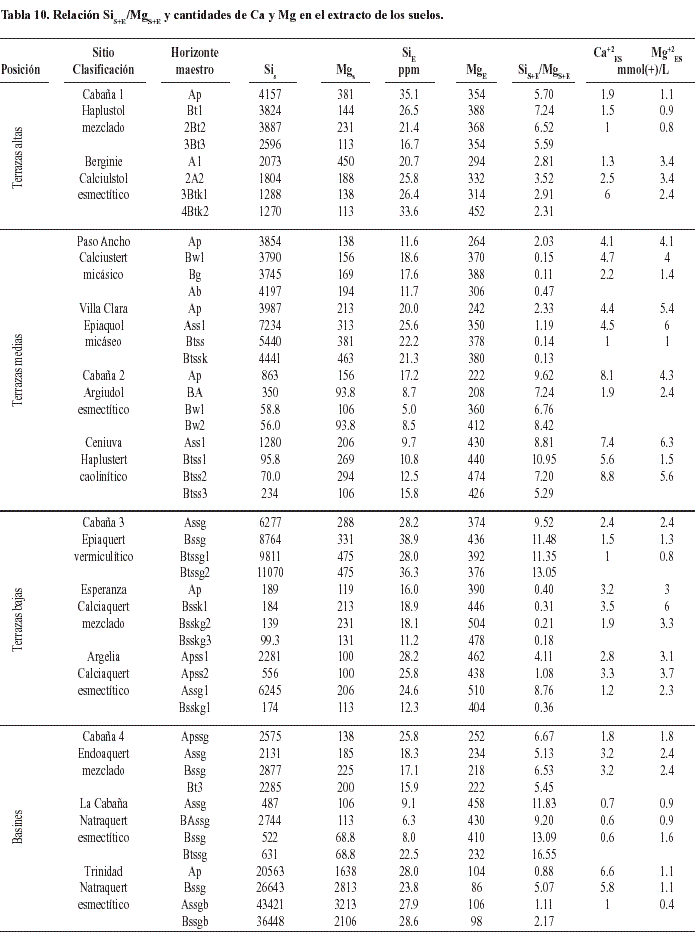 Tabla 10. Relación Si S+E/Mg S+E y cantidades de Ca y Mg en el extracto de los suelos.
Posición Sitio Clasificación Horizonte maestro Si s Mg s Si E ppm Mg E Si S+E/Mg S+E Ca+2 ES Mg+2 ES mmol(+)/L
Terrazas altas
Cabaña 1 Ap 4157 381 35.1 354 5.70 1.9 1.1
Haplustol Bt1 3824 144 26.5 388 7.24 1.5 0.9
mezclado 2Bt2 3887 231 21.4 368 6.52 1 0.8
3Bt3 2596 113 16.7 354 5.59
Berginie A1 2073 450 20.7 294 2.81 1.3 3.4
Calciulstol 2A2 1804 188 25.8 332 3.52 2.5 3.4
esmectítico 3Btk1 1288 138 26.4 314 2.91 6 2.4
4Btk2 1270 113 33.6 452 2.31
Terrazas medias
Paso Ancho Ap 3854 138 11.6 264 2.03 4.1 4.1
Calciustert Bw1 3790 156 18.6 370 0.15 4.7 4
micásico Bg 3745 169 17.6 388 0.11 2.2 1.4
Ab 4197 194 11.7 306 0.47
Villa Clara Ap 3987 213 20.0 242 2.33 4.4 5.4
Epiaquol Ass1 7234 313 25.6 350 1.19 4.5 6
micáseo Btss 5440 381 22.2 378 0.14 1 1
Btssk 4441 463 21.3 380 0.13
Cabaña 2 Ap 863 156 17.2 222 9.62 8.1 4.3
Argiudol BA 350 93.8 8.7 208 7.24 1.9 2.4
esmectítico Bw1 58.8 106 5.0 360 6.76
Bw2 56.0 93.8 8.5 412 8.42
Ceniuva Ass1 1280 206 9.7 430 8.81 7.4 6.3
Haplustert Btss1 95.8 269 10.8 440 10.95 5.6 1.5
caolinítico Btss2 70.0 294 12.5 474 7.20 8.8 5.6
Btss3 234 106 15.8 426 5.29
Terrazas bajas
Cabaña 3 Assg 6277 288 28.2 374 9.52 2.4 2.4
Epiaquert Bssg 8764 331 38.9 436 11.48 1.5 1.3
vermiculítico Btssg1 9811 475 28.0 392 11.35 1 0.8
Btssg2 11070 475 36.3 376 13.05
Esperanza Ap 189 119 16.0 390 0.40 3.2 3
Calciaquert Bssk1 184 213 18.9 446 0.31 3.5 6
mezclado Bsskg2 139 231 18.1 504 0.21 1.9 3.3
Bsskg3 99.3 131 11.2 478 0.18
Argelia Apss1 2281 100 28.2 462 4.11 2.8 3.1
Calciaquert Apss2 556 100 25.8 438 1.08 3.3 3.7
esmectítico Assg1 6245 206 24.6 510 8.76 1.2 2.3
Bsskg1 174 113 12.3 404 0.36
Basines
Cabaña 4 Apssg 2575 138 25.8 252 6.67 1.8 1.8
Endoaquert Assg 2131 185 18.3 234 5.13 3.2 2.4
mezclado Bssg 2877 225 17.1 218 6.53 3.2 2.4
Bt3 2285 200 15.9 222 5.45
La Cabaña Assg 487 106 9.1 458 11.83 0.7 0.9
Natraquert BAssg 2744 113 6.3 430 9.20 0.6 0.9
esmectítico Bssg 522 68.8 8.0 410 13.09 0.6 1.6
Btssg 631 68.8 22.5 232 16.55
Trinidad Ap 20563 1638 28.0 104 0.88 6.6 1.1
Natraquert Bssg 26643 2813 23.8 86 5.07 5.8 1.1
esmectítico Assgb 43421 3213 27.9 106 1.11 1 0.4
Bssgb 36448 2106 28.6 98 2.17